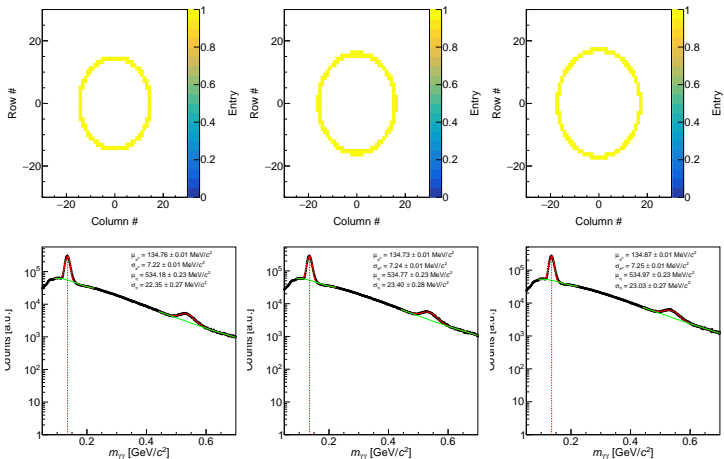 Row #
20
0
−20
−20 0 20
Column #
1
0.8
0.6
0.4
0.2
0
Entry
Row #
20
0
−20
−20 0 20
Column #
1
0.8
0.6
0.4
0.2
0
Entry
Row #
20
0
−20
−20 0 20
Column #
1
0.8
0.6
0.4
0.2
0
Entry
Counts [a.u.]
10⁵
10⁴
10³
10²
10
1
μπ⁰ = 134.76 ± 0.01 MeV/c²
σπ⁰ = 7.22 ± 0.01 MeV/c²
μη = 534.18 ± 0.23 MeV/c²
ση = 22.35 ± 0.27 MeV/c²
0.2 0.4 0.6
mγγ [GeV/c²]
Counts [a.u.]
10⁵
10⁴
10³
10²
10
1
μπ⁰ = 134.73 ± 0.01 MeV/c²
σπ⁰ = 7.24 ± 0.01 MeV/c²
μη = 534.77 ± 0.23 MeV/c²
ση = 23.40 ± 0.28 MeV/c²
0.2 0.4 0.6
mγγ [GeV/c²]
Counts [a.u.]
10⁵
10⁴
10³
10²
10
1
μπ⁰ = 134.87 ± 0.01 MeV/c²
σπ⁰ = 7.25 ± 0.01 MeV/c²
μη = 534.97 ± 0.23 MeV/c²
ση = 23.03 ± 0.27 MeV/c²
0.2 0.4 0.6
mγγ [GeV/c²]